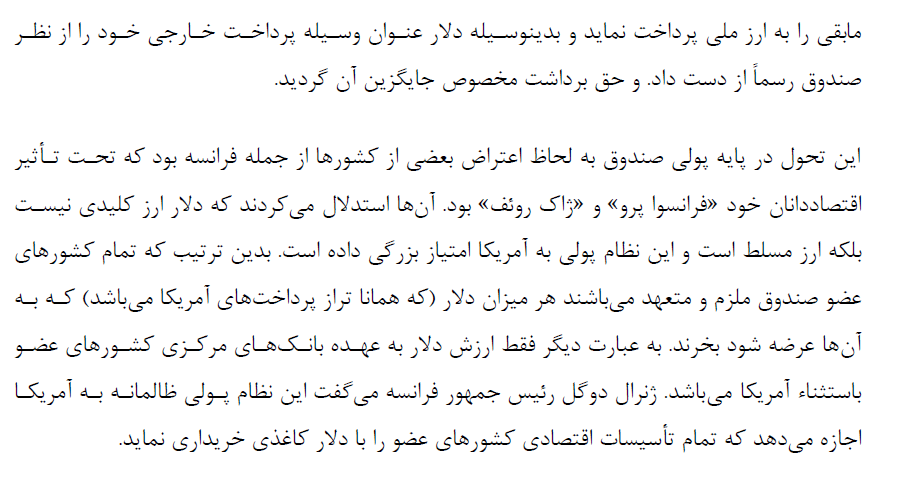 مابقی را به ارز ملی پرداخت نماید و بدینوسیله دلار عنوان وسیله پرداخت خارجی خود را از نظر
صندوق رسماً از دست داد. و حق برداشت مخصوص جایگزین آن گردید.
این تحول در پایه پولی صندوق به لحاظ اعتراض بعضی از کشورها از جمله فرانسه بود که تحت تأثیر
اقتصاددانان خود «فرانسوا پرو» و «ژاک روئف» بود. آن‌ها استدلال می‌کردند که دلار ارز کلیدی نیست
بلکه ارز مسلط است و این نظام پولی به آمریکا امتیاز بزرگی داده است. بدین ترتیب که تمام کشورهای
عضو صندوق ملزم و متعهد می‌باشند هر میزان دلار (که همانا تراز پرداخت‌های آمریکا می‌باشد) که به
آن‌ها عرضه شود بخرند. به عبارت دیگر فقط ارزش دلار به عهده بانک‌های مرکزی کشورهای عضو
باستثناء آمریکا می‌باشد. ژنرال دوگل رئیس جمهور فرانسه می‌گفت این نظام پولی ظالمانه به آمریکا
اجازه می‌دهد که تمام تأسیسات اقتصادی کشورهای عضو را با دلار کاغذی خریداری نماید.